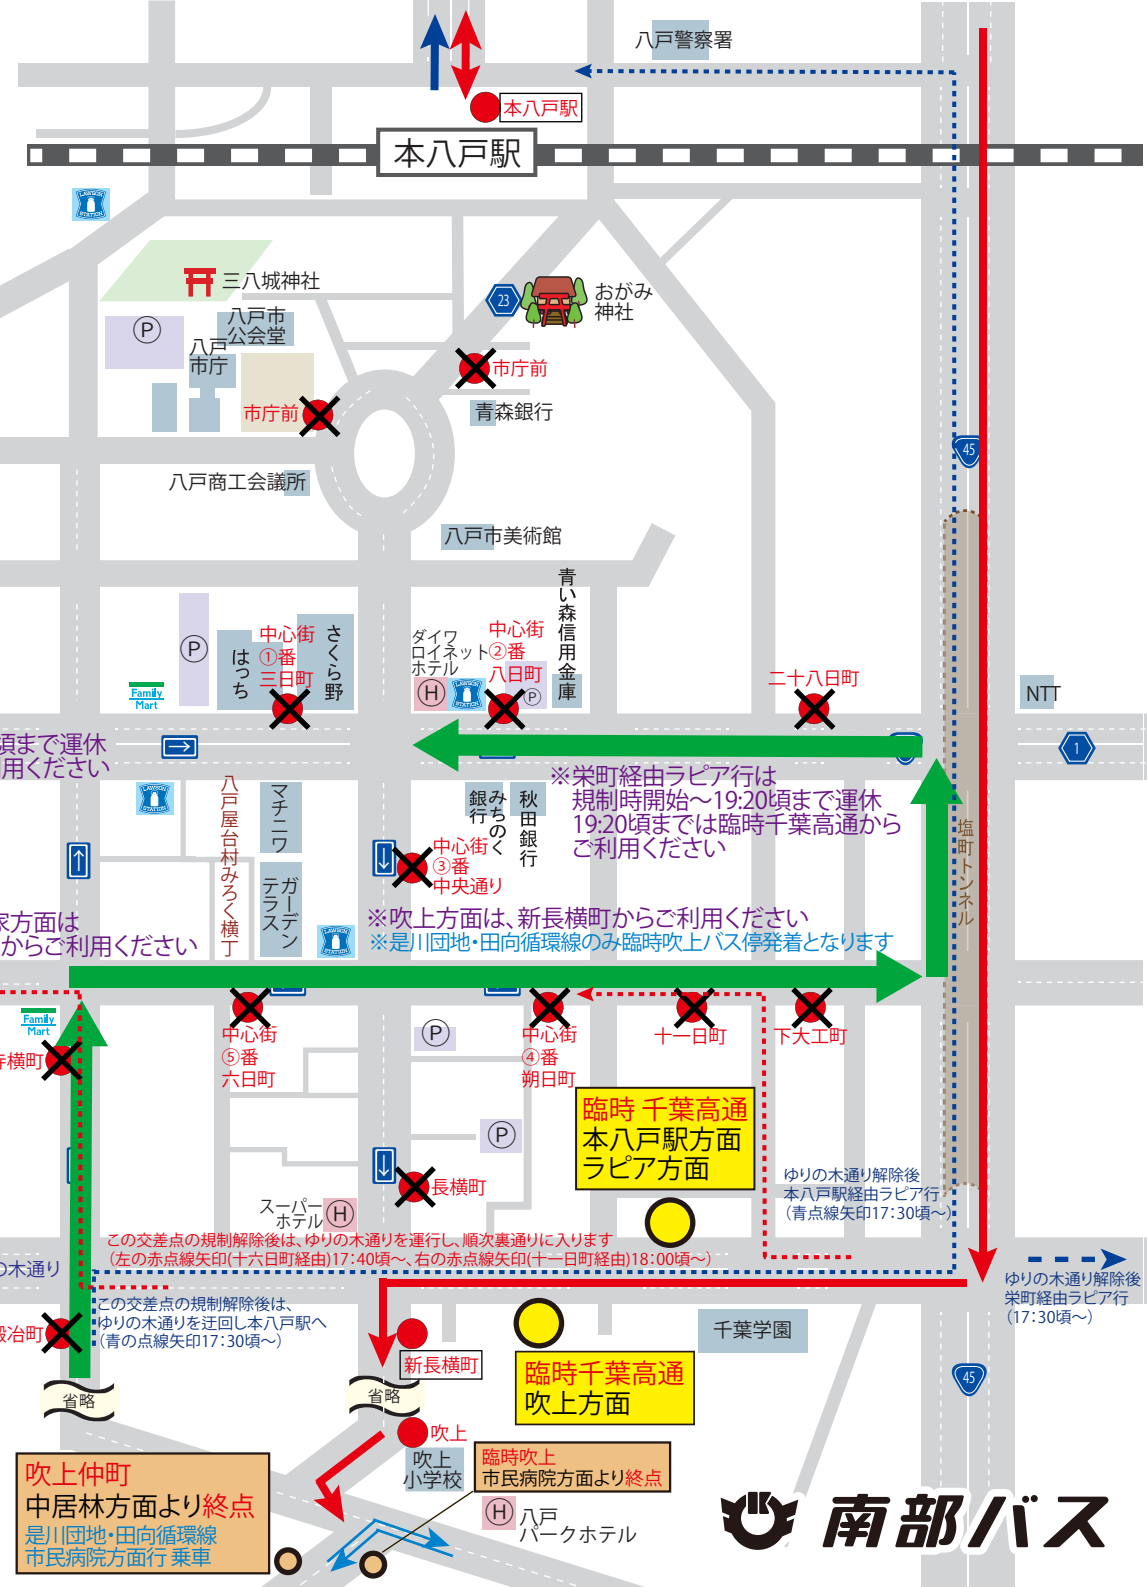 八戸警察署
本八戸駅
本八戸駅
LAWSON
STATION
三八城神社
八戸市
公会堂
P
八戸
市庁
23
おがみ
神社
市庁前
市庁前
青森銀行
45
八戸商工会議所
八戸市美術館
青い森信用金庫
P
はっち
中心街
①番
三日町
さくら野
ダイワ
ロイネット
ホテル
H
LAWSON
STATION
中心街
②番
八日町
P
二十八日町
NTT
Family
Mart
頃まで運休
用ください
1
LAWSON
STATION
八戸屋台村みろく横丁
マチニワ
ガーデン
テラス
LAWSON
STATION
みちのく
銀行
秋田銀行
※栄町経由ラピア行は
規制時開始～19:20頃まで運休
19:20頃までは臨時千葉高通から
ご利用ください
塩町トンネル
中心街
③番
中央通り
家方面は
からご利用ください
※吹上方面は、新長横町からご利用ください
※是川団地・田向循環線のみ臨時吹上バス停発着となります
Family
Mart
寺横町
中心街
⑤番
六日町
P
中心街
④番
朔日町
十一日町
下大工町
臨時 千葉高通
本八戸駅方面
ラピア方面
P
長横町
スーパー
ホテル
H
ゆりの木通り解除後
本八戸駅経由ラピア行
（青点線矢印17：30頃～）
この交差点の規制解除後は、ゆりの木通りを運行し、順次裏通りに入ります
（左の赤点線矢印(十六日町経由)17：40頃～、右の赤点線矢印(十一日町経由)18：00頃～）
の木通り
ゆりの木通り解除後
栄町経由ラピア行
（17：30頃～）
この交差点の規制解除後は、
ゆりの木通りを迂回し本八戸駅へ
（青の点線矢印17：30頃～）
鍛冶町
新長横町
千葉学園
臨時千葉高通
吹上方面
45
省略
省略
吹上
吹上
小学校
臨時吹上
市民病院方面より終点
吹上仲町
中居林方面より終点
是川団地・田向循環線
市民病院方面行 乗車
H
八戸
パークホテル
南部バス